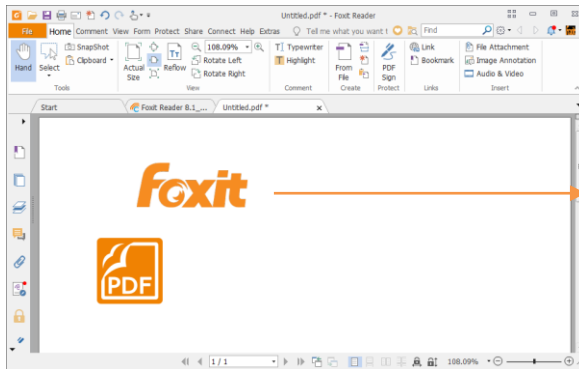 Untitled.pdf * - Foxit Reader
File Home Comment View Form Protect Share Connect Help Extras Tell me what you want t Find
SnapShot
Clipboard
Hand Select
Actual Size
Reflow
108.09%
Rotate Left
Rotate Right
Typewriter
Highlight
From File
PDF Sign
Link
Bookmark
File Attachment
Image Annotation
Audio & Video
Tools View Comment Create Protect Links Insert
Start Foxit Reader 8.1_... Untitled.pdf *
foxit
PDF
1 / 1 108.09%